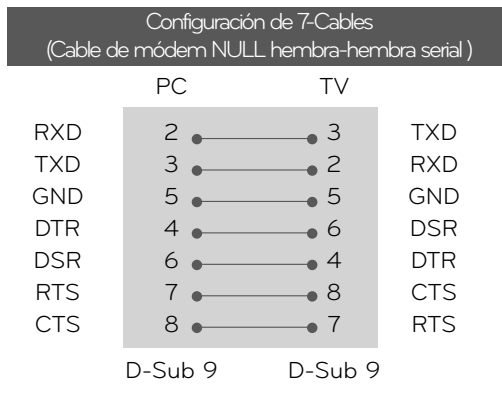 Configuración de 7-Cables
(Cable de módem NULL hembra-hembra serial )
PC TV
RXD 2 3 TXD
TXD 3 2 RXD
GND 5 5 GND
DTR 4 6 DSR
DSR 6 4 DTR
RTS 7 8 CTS
CTS 8 7 RTS
D-Sub 9 D-Sub 9